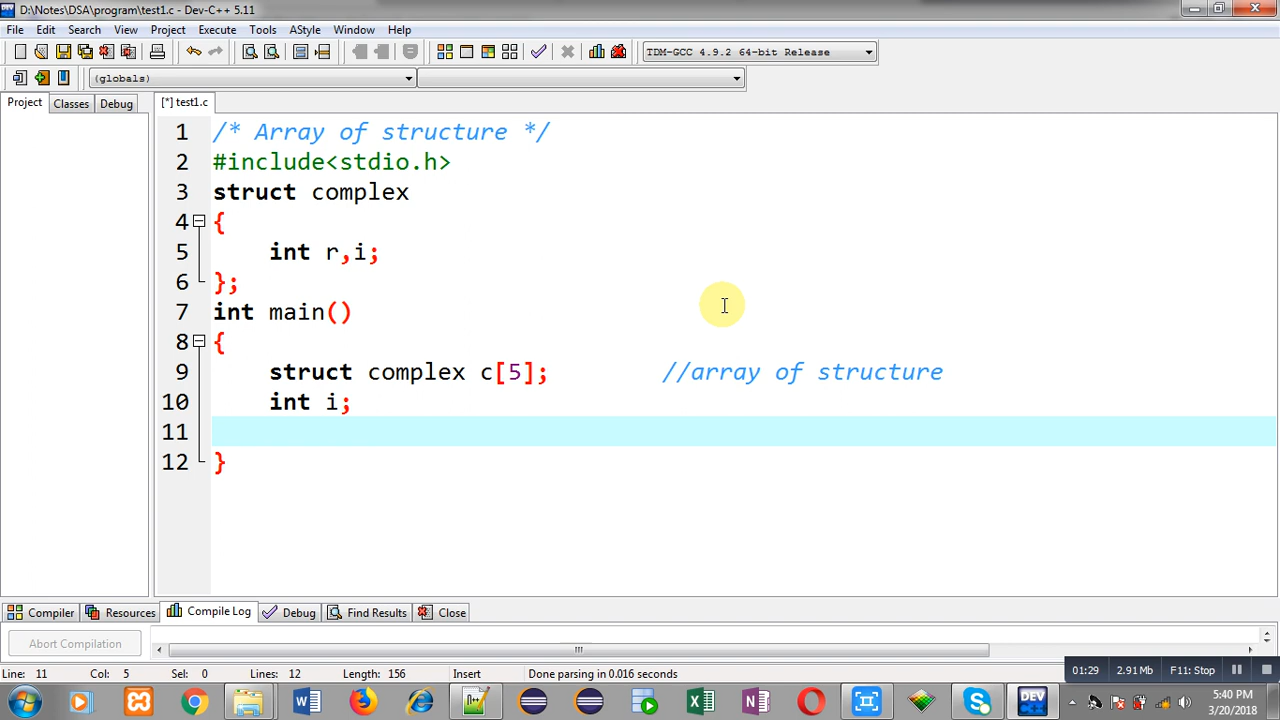 D:\Notes\DSA\program\test1.c - Dev-C++ 5.11
File Edit Search View Project Execute Tools AStyle Window Help
TDM-GCC 4.9.2 64-bit Release
(globals)
Project Classes Debug [*] test1.c
1 /* Array of structure */
2 #include<stdio.h>
3 struct complex
4 {
5 int r,i;
6 };
7 int main()
8 {
9 struct complex c[5]; //array of structure
10 int i;
11
12 }
Compiler Resources Compile Log Debug Find Results Close
Abort Compilation
Line: 11 Col: 5 Sel: 0 Lines: 12 Length: 156 Insert Done parsing in 0.016 seconds
01:29 2.91 Mb F11: Stop
DEV
5:40 PM
3/20/2018